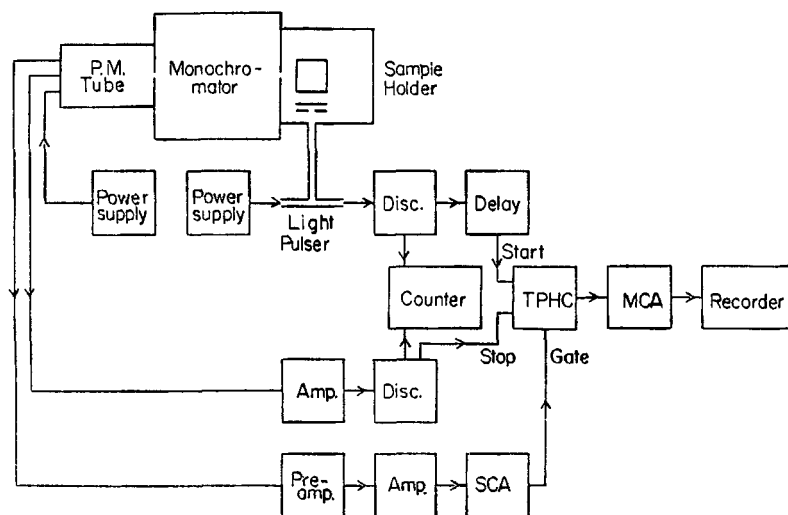 P.M.
Tube
Monochro-
mator
Sample
Holder
Power
supply
Power
supply
Light
Pulser
Disc.
Delay
Start
Counter
TPHC
MCA
Recorder
Stop
Gate
Amp.
Disc.
Pre-
amp.
Amp.
SCA